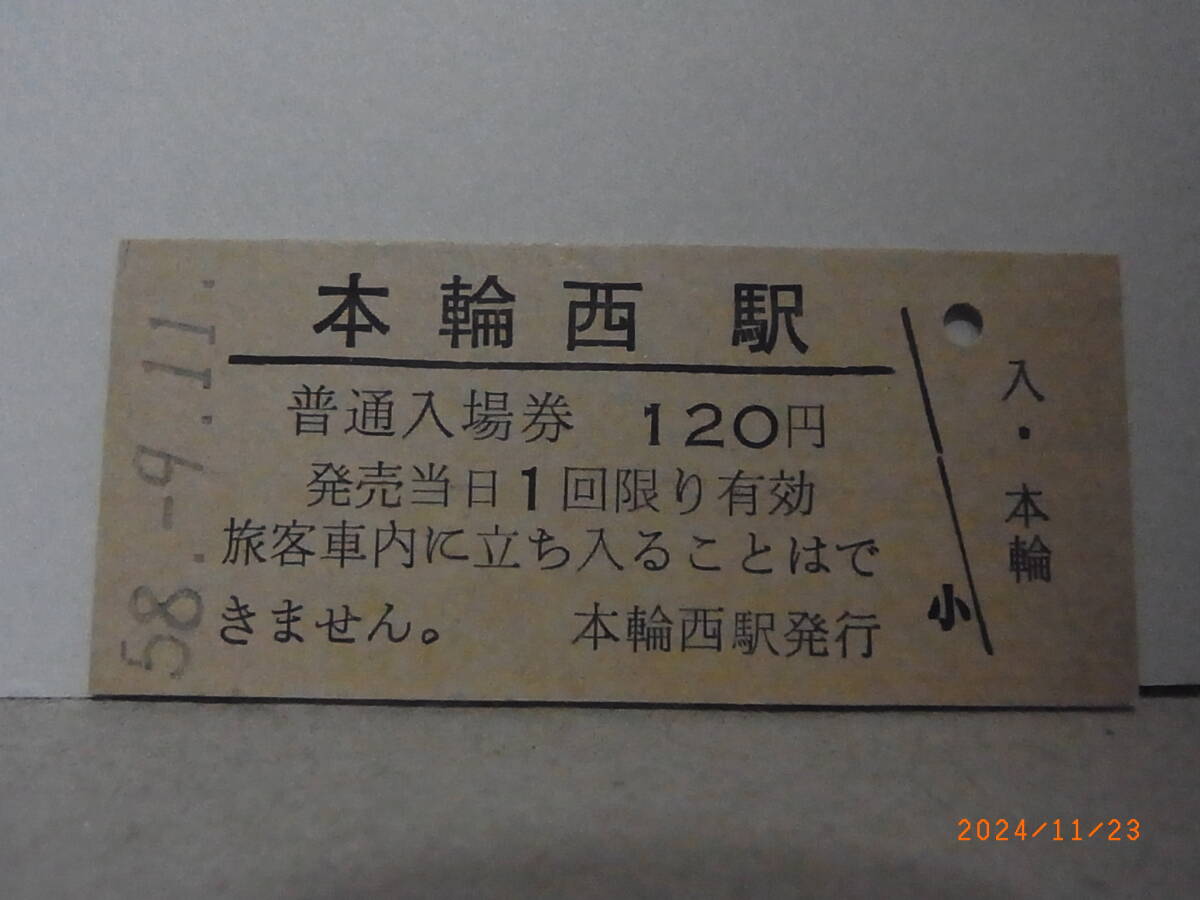 本輪西駅
普通入場券 120円
発売当日1回限り有効
旅客車内に立ち入ることはで
きません。 本輪西駅発行
58.-9.11.
小
入・本輪
2024/11/23